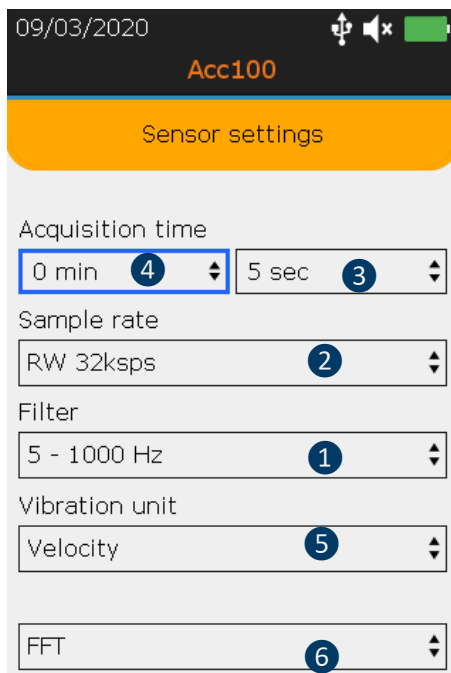 09/03/2020
Acc100
Sensor settings
Acquisition time
0 min 4 5 sec 3
Sample rate
RW 32ksps 2
Filter
5 - 1000 Hz 1
Vibration unit
Velocity 5
FFT 6